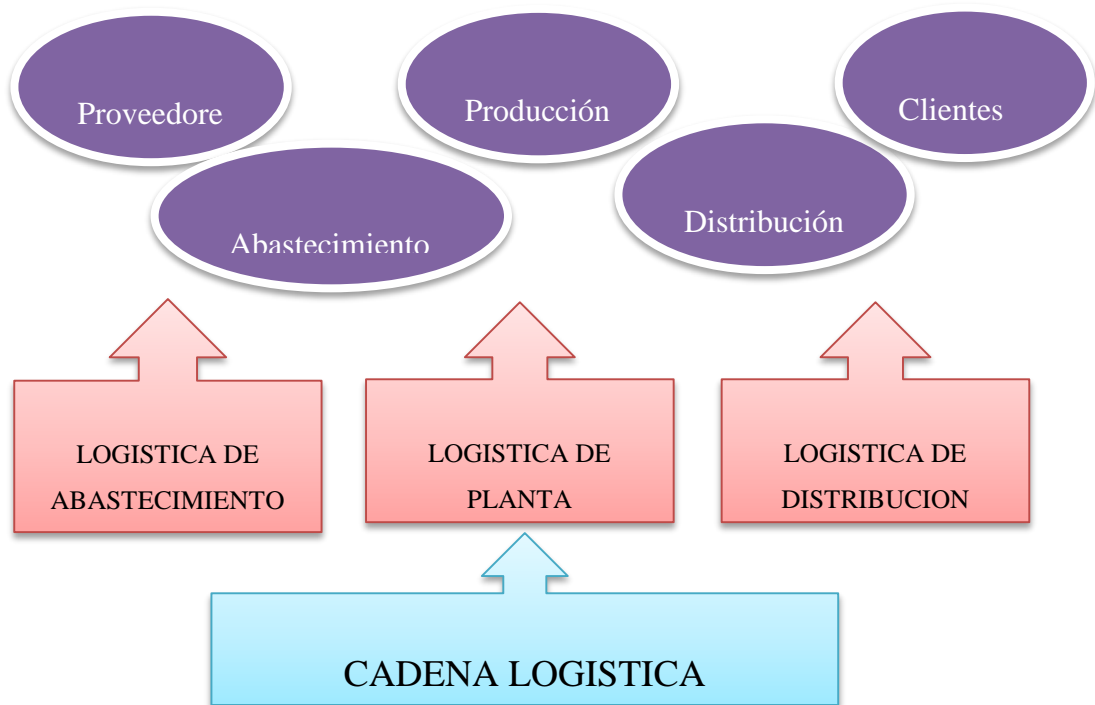 Proveedore
Producción
Clientes
Abastecimiento
Distribución
LOGISTICA DE
ABASTECIMIENTO
LOGISTICA DE
PLANTA
LOGISTICA DE
DISTRIBUCION
CADENA LOGISTICA